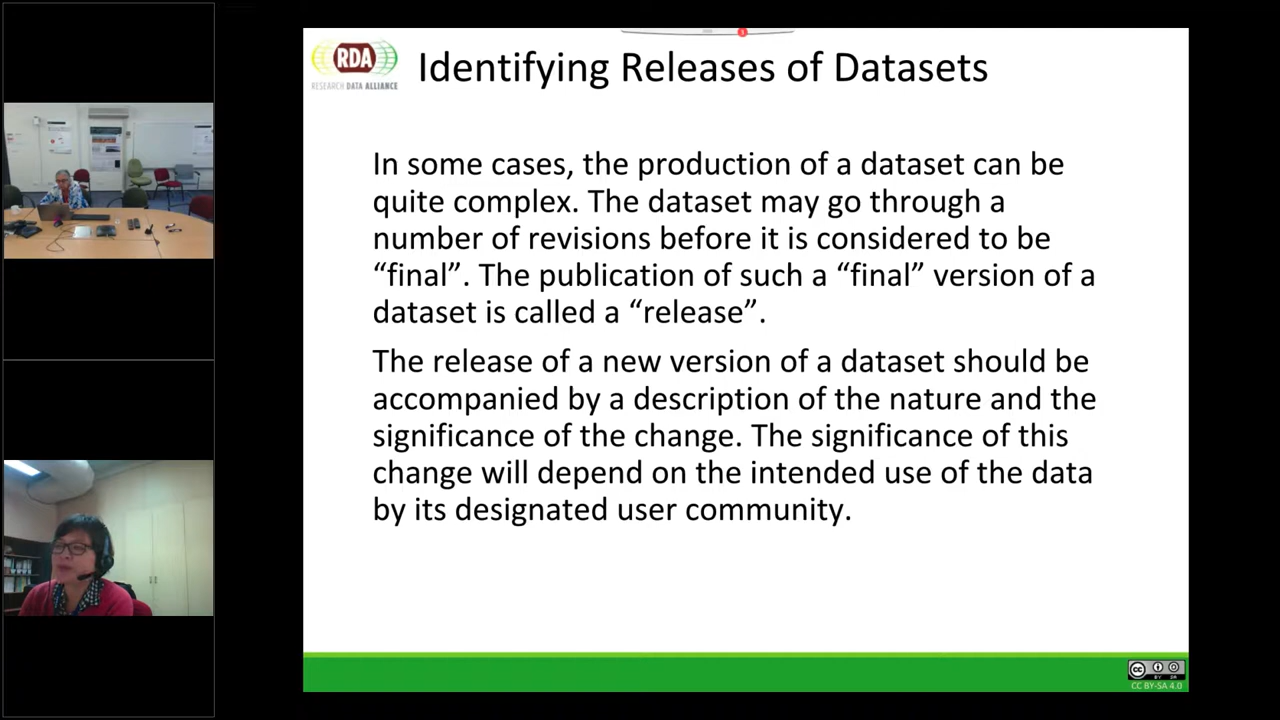 RDA
RESEARCH DATA ALLIANCE
Identifying Releases of Datasets
In some cases, the production of a dataset can be
quite complex. The dataset may go through a
number of revisions before it is considered to be
“final”. The publication of such a “final” version of a
dataset is called a “release”.
The release of a new version of a dataset should be
accompanied by a description of the nature and the
significance of the change. The significance of this
change will depend on the intended use of the data
by its designated user community.
cc
BY SA
CC BY-SA 4.0